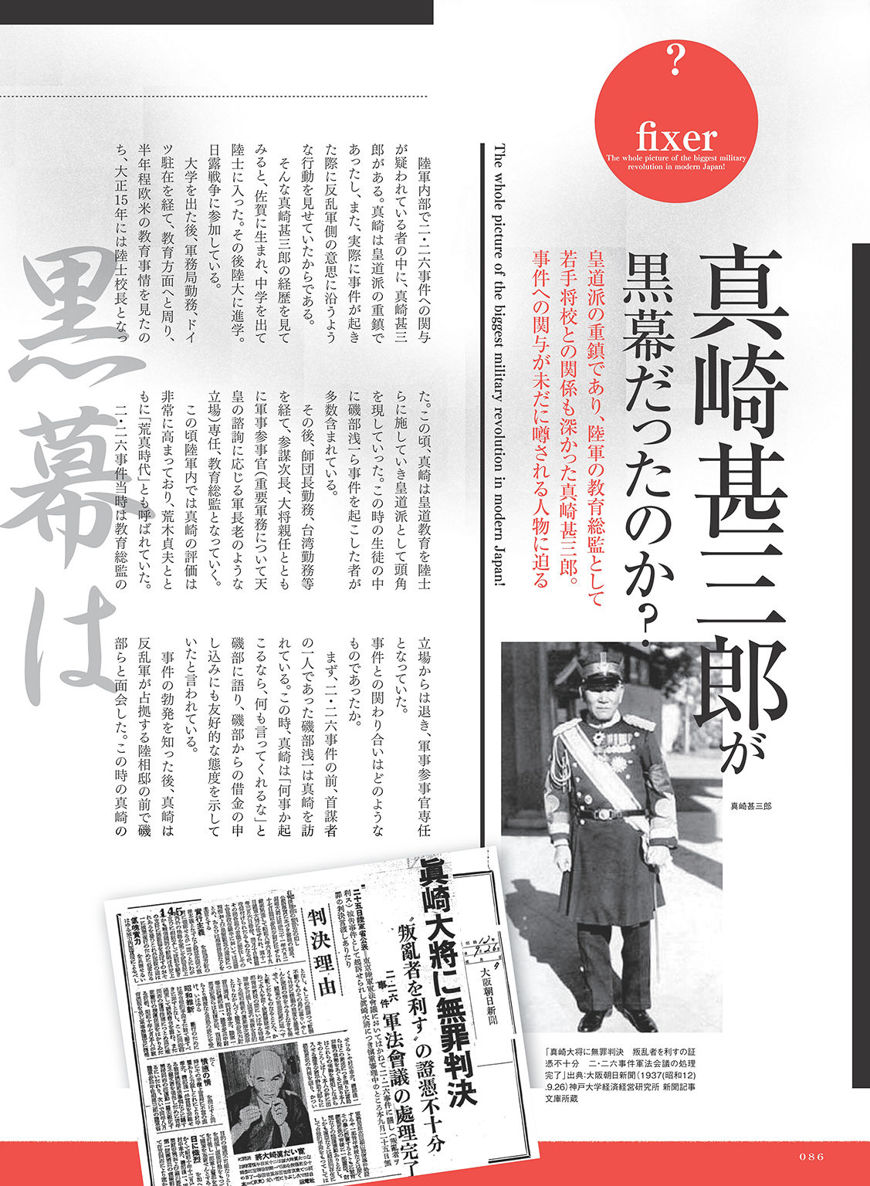 ?
fixer
The whole picture of the biggest military
revolution in modern Japan!
真崎甚三郎が
黒幕だったのか?
皇道派の重鎮であり、陸軍の教育総監として
若手将校との関係も深かった真崎甚三郎。
事件への関与が未だに噂される人物に迫る
The whole picture of the biggest military revolution in modern Japan!
真崎甚三郎
陸軍内部で二・二六事件への関与
が疑われている者の中に、真崎甚三
郎がある。真崎は皇道派の重鎮で
あったし、また、実際に事件が起き
た際に反乱軍側の意思に沿うよう
な行動を見せていたからである。
そんな真崎甚三郎の経歴を見て
みると、佐賀に生まれ、中学を出て
陸士に入った。その後陸大に進学。
日露戦争に参加している。
大学を出た後、軍務局勤務、ドイ
ツ駐在を経て、教育方面へと周り、
半年程欧米の教育事情を見たの
ち、大正15年には陸士校長となっ
た。この頃、真崎は皇道教育を陸士
らに施していき皇道派として頭角
を現していった。この時の生徒の中
に磯部浅一ら事件を起こした者が
多数含まれている。
その後、師団長勤務、台湾勤務等
を経て、参謀次長、大将親任ととも
に軍事参事官(重要軍務について天
皇の諮詢に応じる軍長老のような
立場)専任、教育総監となっていく。
この頃陸軍内では真崎の評価は
非常に高まっており、荒木貞夫とと
もに「荒真時代」とも呼ばれていた。
二・二六事件当時は教育総監の
立場からは退き、軍事参事官専任
となっていた。
事件との関わり合いはどのような
ものであったか。
まず、二・二六事件の前、首謀者
の一人であった磯部浅一は真崎を訪
れている。この時、真崎は「何事か起
こるなら、何も言ってくれるな」と
磯部に語り、磯部からの借金の申
し込みにも友好的な態度を示して
いたと言われている。
事件の勃発を知った後、真崎は
反乱軍が占拠する陸相邸の前で磯
部らと面会した。この時の真崎の
黒幕は
眞崎大將に無罪判決
〝叛亂者を利す〟の證憑不十分
二・二六事件 軍法會議の處理完了
大阪朝日新聞
判決理由
昭和維新
「真崎大将に無罪判決 叛乱者を利すの証
憑不十分 二・二六事件軍法会議の処理
完了」出典:大阪朝日新聞(1937(昭和12)
.9.26)神戸大学経済経営研究所 新聞記事
文庫所蔵
086